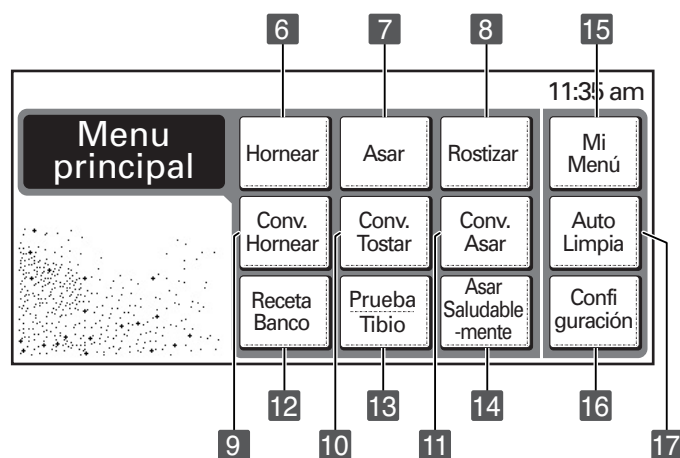 6 7 8 15
11:35 am
Menu
principal
Hornear
Asar
Rostizar
Mi
Menú
Conv.
Hornear
Conv.
Tostar
Conv.
Asar
Auto
Limpia
Receta
Banco
Prueba
Tibio
Asar
Saludable
-mente
Confi
guración
12 13 14 16
9 10 11 17